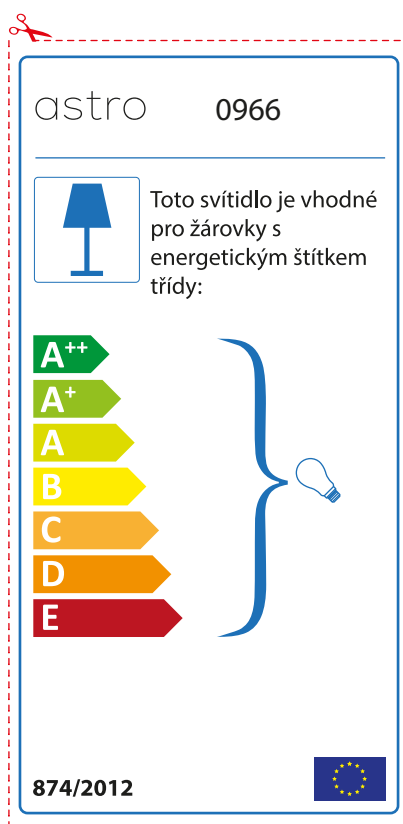 astro 0966
Toto svítidlo je vhodné
pro žárovky s
energetickým štítkem
třídy:
A++
A+
A
B
C
D
E
874/2012